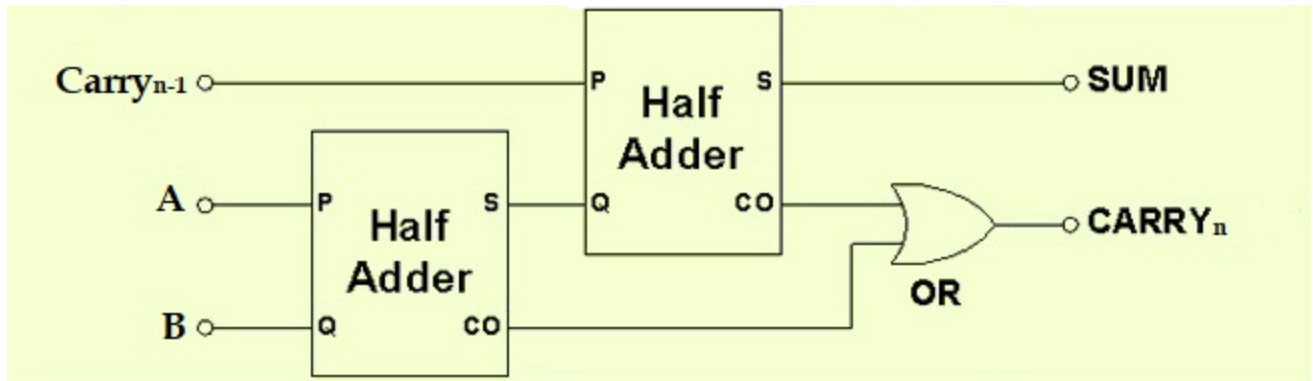 Carryn-1
P
Half
Adder
S
SUM
Q
CO
A
P
Half
Adder
S
B
Q
CO
OR
CARRYn